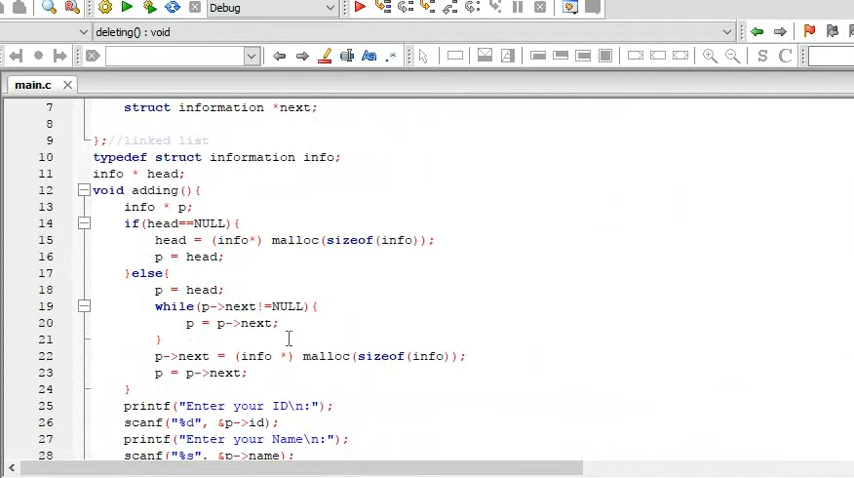 Debug
deleting() : void
main.c
7 struct information *next;
8
9 };//linked list
10 typedef struct information info;
11 info * head;
12 void adding(){
13 info * p;
14 if(head==NULL){
15 head = (info*) malloc(sizeof(info));
16 p = head;
17 }else{
18 p = head;
19 while(p->next!=NULL){
20 p = p->next;
21 }
22 p->next = (info *) malloc(sizeof(info));
23 p = p->next;
24 }
25 printf("Enter your ID\n:");
26 scanf("%d", &p->id);
27 printf("Enter your Name\n:");
28 scanf("%s", &p->name);